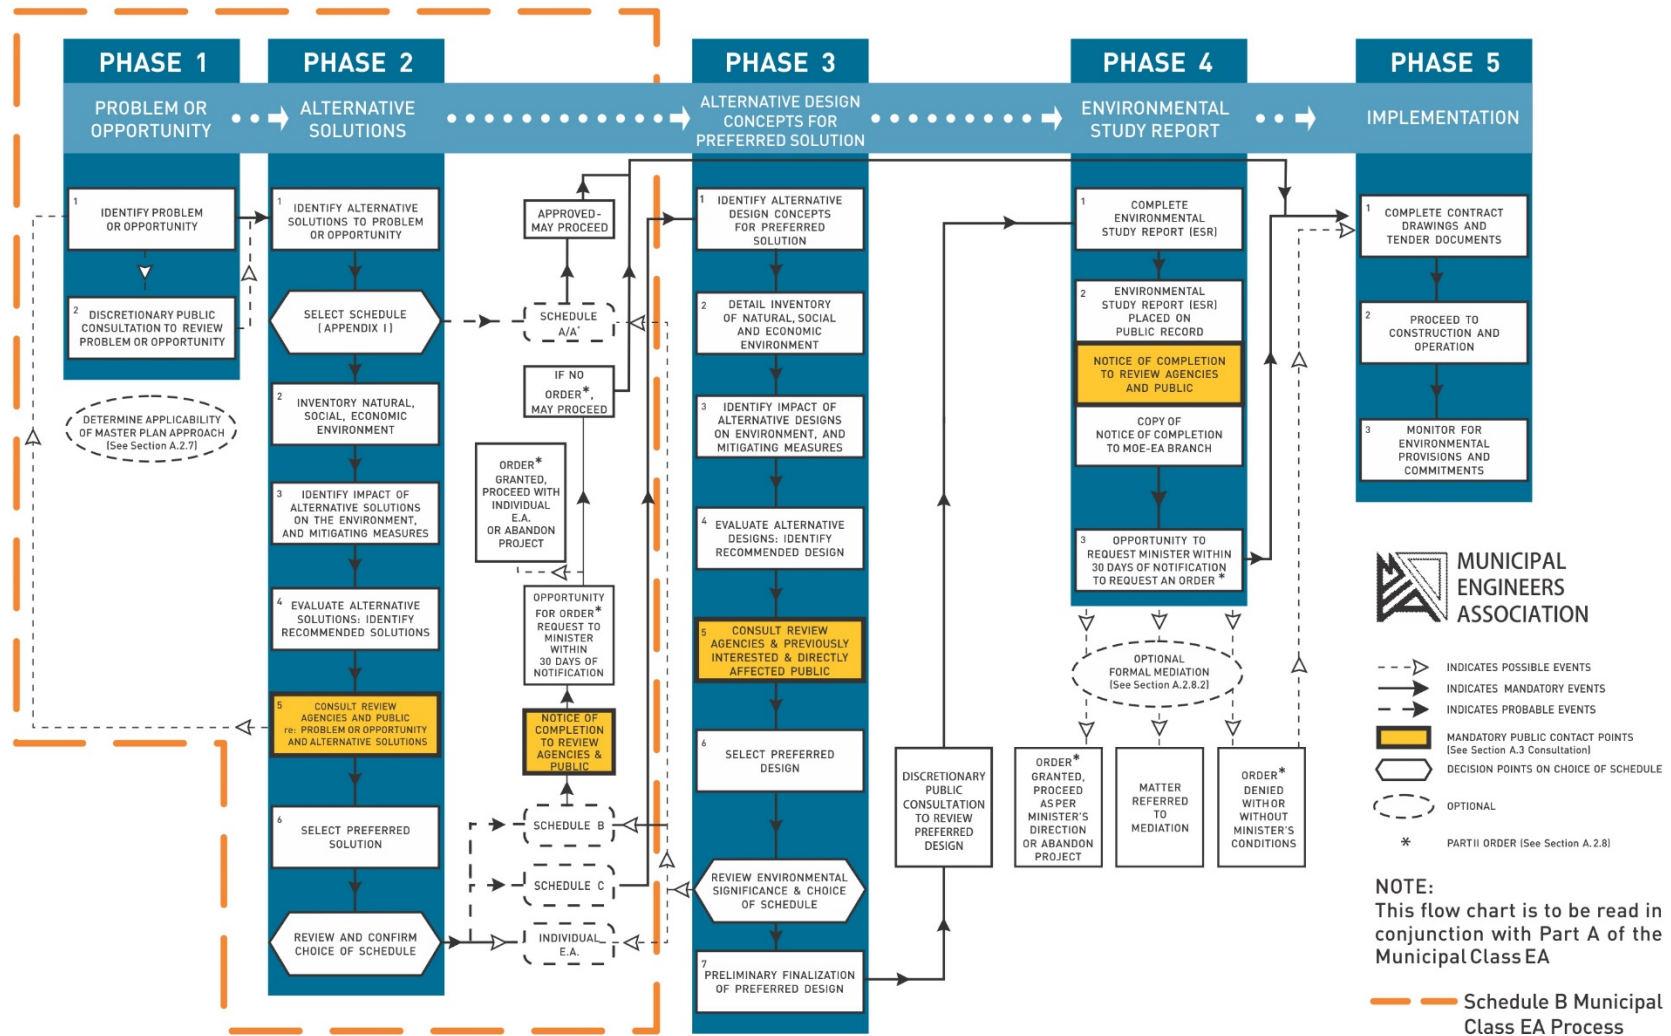 PHASE 1
PROBLEM OR
OPPORTUNITY
1
IDENTIFY PROBLEM
OR OPPORTUNITY
2
DISCRETIONARY PUBLIC
CONSULTATION TO REVIEW
PROBLEM OR OPPORTUNITY
DETERMINE APPLICABILITY
OF MASTER PLAN APPROACH
(See Section A.2.7)
PHASE 2
ALTERNATIVE
SOLUTIONS
1
IDENTIFY ALTERNATIVE
SOLUTIONS TO PROBLEM
OR OPPORTUNITY
SELECT SCHEDULE
(APPENDIX I)
2
INVENTORY NATURAL,
SOCIAL, ECONOMIC
ENVIRONMENT
3
IDENTIFY IMPACT OF
ALTERNATIVE SOLUTIONS
ON THE ENVIRONMENT,
AND MITIGATING MEASURES
4
EVALUATE ALTERNATIVE
SOLUTIONS: IDENTIFY
RECOMMENDED SOLUTIONS
5
CONSULT REVIEW
AGENCIES AND PUBLIC
re: PROBLEM OR OPPORTUNITY
AND ALTERNATIVE SOLUTIONS
6
SELECT PREFERRED
SOLUTION
REVIEW AND CONFIRM
CHOICE OF SCHEDULE
APPROVED-
MAY PROCEED
SCHEDULE
A/A+
IF NO
ORDER*,
MAY PROCEED
ORDER*
GRANTED,
PROCEED WITH
INDIVIDUAL
E.A.
OR ABANDON
PROJECT
OPPORTUNITY
FOR ORDER*
REQUEST TO
MINISTER
WITHIN
30 DAYS OF
NOTIFICATION
NOTICE OF
COMPLETION
TO REVIEW
AGENCIES &
PUBLIC
SCHEDULE B
SCHEDULE C
INDIVIDUAL
E.A.
PHASE 3
ALTERNATIVE DESIGN
CONCEPTS FOR
PREFERRED SOLUTION
1
IDENTIFY ALTERNATIVE
DESIGN CONCEPTS
FOR PREFERRED
SOLUTION
2
DETAIL INVENTORY
OF NATURAL, SOCIAL
AND ECONOMIC
ENVIRONMENT
3
IDENTIFY IMPACT OF
ALTERNATIVE DESIGNS
ON ENVIRONMENT, AND
MITIGATING MEASURES
4
EVALUATE ALTERNATIVE
DESIGNS: IDENTIFY
RECOMMENDED DESIGN
5
CONSULT REVIEW
AGENCIES & PREVIOUSLY
INTERESTED & DIRECTLY
AFFECTED PUBLIC
6
SELECT PREFERRED
DESIGN
REVIEW ENVIRONMENTAL
SIGNIFICANCE & CHOICE
OF SCHEDULE
7
PRELIMINARY FINALIZATION
OF PREFERRED DESIGN
DISCRETIONARY
PUBLIC
CONSULTATION
TO REVIEW
PREFERRED
DESIGN
PHASE 4
ENVIRONMENTAL
STUDY REPORT
1
COMPLETE
ENVIRONMENTAL
STUDY REPORT (ESR)
2
ENVIRONMENTAL
STUDY REPORT (ESR)
PLACED ON
PUBLIC RECORD
NOTICE OF COMPLETION
TO REVIEW AGENCIES
AND PUBLIC
COPY OF
NOTICE OF COMPLETION
TO MOE-EA BRANCH
3
OPPORTUNITY TO
REQUEST MINISTER WITHIN
30 DAYS OF NOTIFICATION
TO REQUEST AN ORDER*
OPTIONAL
FORMAL MEDIATION
(See Section A.2.8.2)
ORDER*
GRANTED,
PROCEED
AS PER
MINISTER'S
DIRECTION
OR ABANDON
PROJECT
MATTER
REFERRED
TO
MEDIATION
ORDER*
DENIED
WITH OR
WITHOUT
MINISTER'S
CONDITIONS
PHASE 5
IMPLEMENTATION
1
COMPLETE CONTRACT
DRAWINGS AND
TENDER DOCUMENTS
2
PROCEED TO
CONSTRUCTION AND
OPERATION
3
MONITOR FOR
ENVIRONMENTAL
PROVISIONS AND
COMMITMENTS
MUNICIPAL
ENGINEERS
ASSOCIATION
INDICATES POSSIBLE EVENTS
INDICATES MANDATORY EVENTS
INDICATES PROBABLE EVENTS
MANDATORY PUBLIC CONTACT POINTS
(See Section A.3 Consultation)
DECISION POINTS ON CHOICE OF SCHEDULE
OPTIONAL
* PART II ORDER (See Section A.2.8)
NOTE:
This flow chart is to be read in
conjunction with Part A of the
Municipal Class EA
Schedule B Municipal
Class EA Process